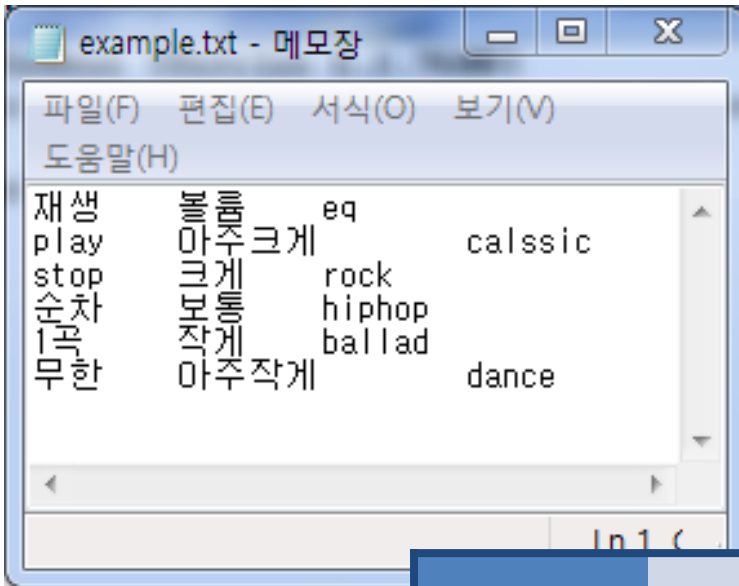 example.txt - 메모장
파일(F) 편집(E) 서식(O) 보기(V)
도움말(H)
재생 볼륨 eq
play 아주크게 calssic
stop 크게 rock
순차 보통 hiphop
1곡 작게 ballad
무한 아주작게 dance
Ln 1